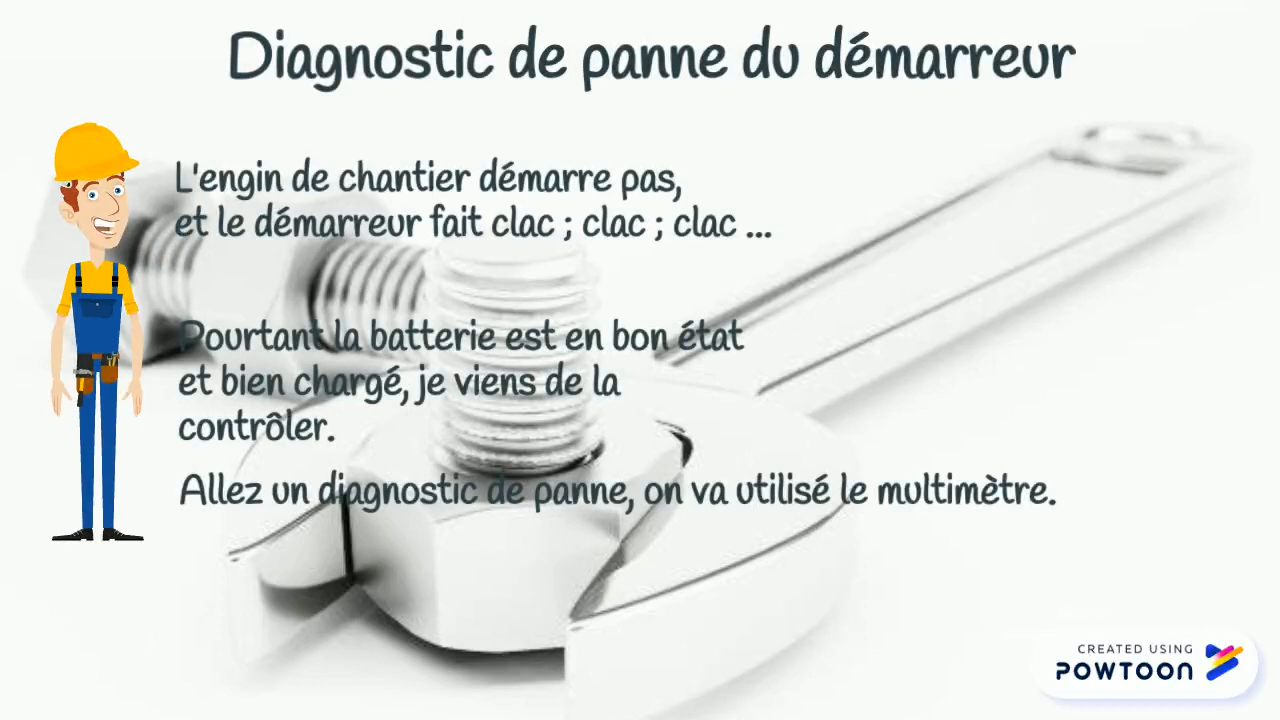 Diagnostic de panne du démarreur
L'engin de chantier démarre pas,
et le démarreur fait clac ; clac ; clac ...
Pourtant la batterie est en bon état
et bien chargé, je viens de la
contrôler.
Allez un diagnostic de panne, on va utilisé le multimètre.
CREATED USING
POWTOON